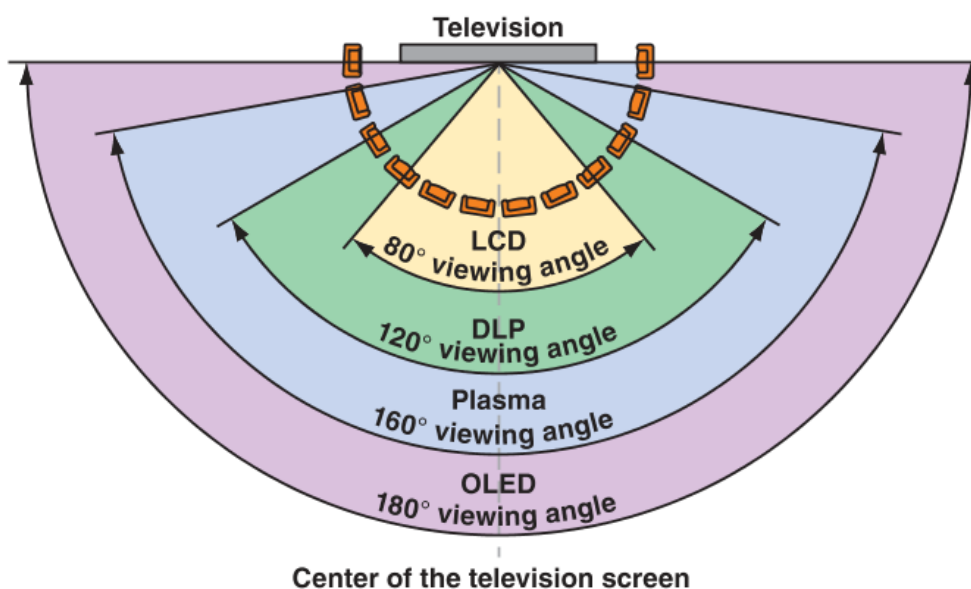 Television
LCD
80° viewing angle
DLP
120° viewing angle
Plasma
160° viewing angle
OLED
180° viewing angle
Center of the television screen